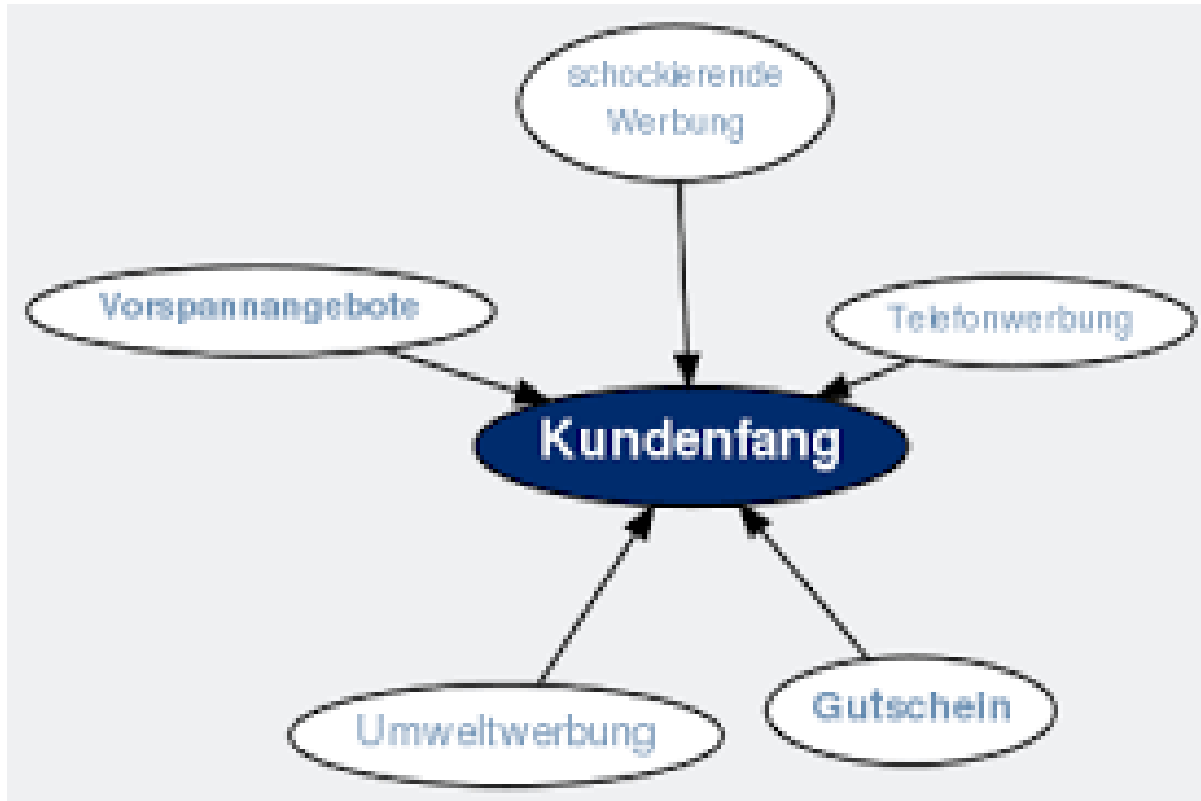 schockierende
Werbung
Vorspannangebote
Telefonwerbung
Kundenfang
Umweltwerbung
Gutschein